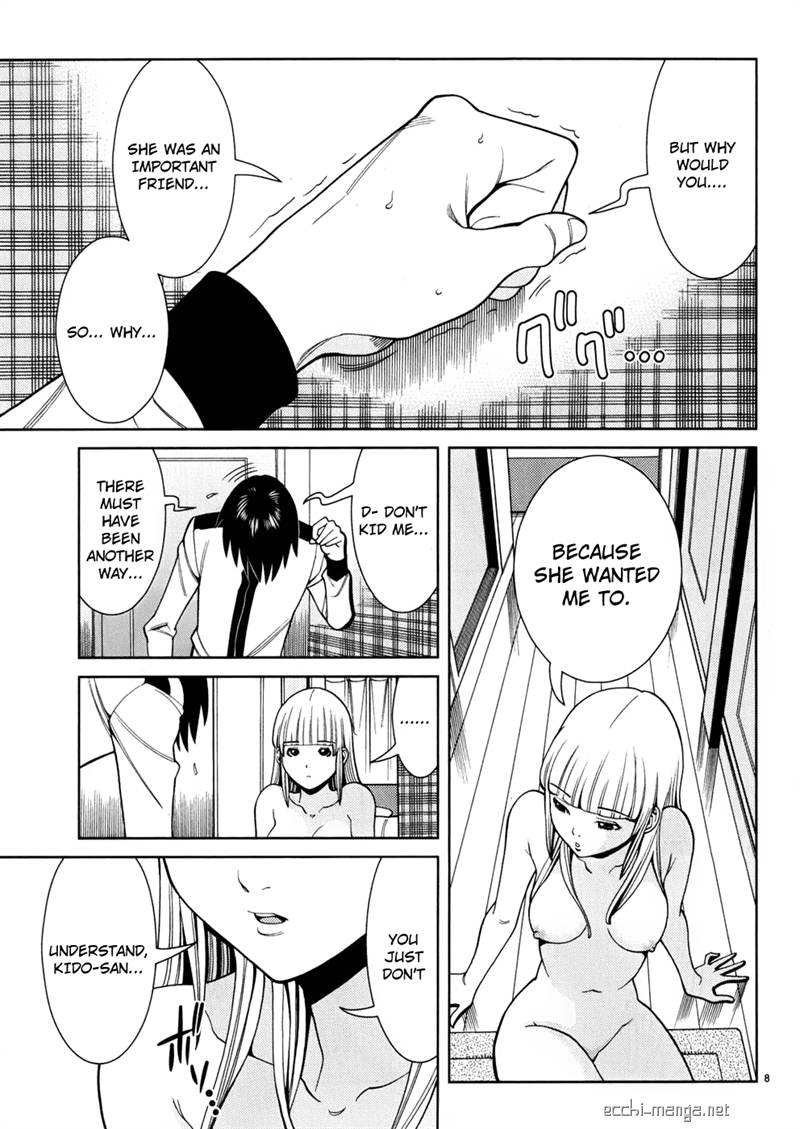 BUT WHY
WOULD
YOU....
SHE WAS AN
IMPORTANT
FRIEND...
SO... WHY...
グググ...
BECAUSE
SHE WANTED
ME TO.
D- DON'T
KID ME...
THERE
MUST
HAVE
BEEN
ANOTHER
WAY...
......
YOU
JUST
DON'T
UNDERSTAND,
KIDO-SAN...
8
ecchi-manga.net